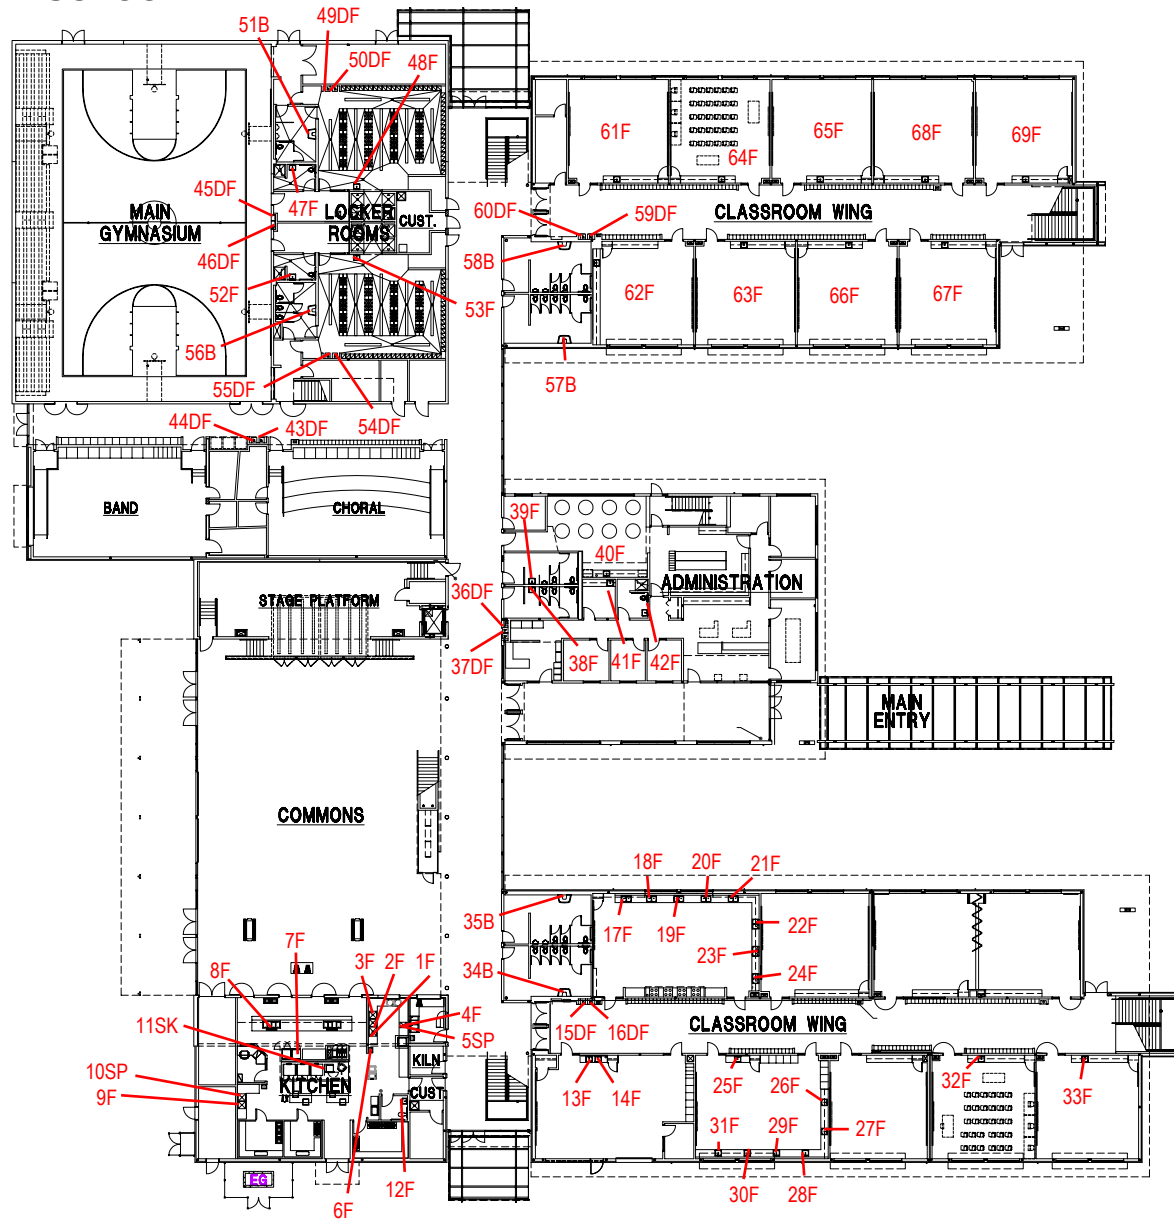 49DF
51B
50DF
48F
61F
64F
65F
68F
69F
45DF
47F
MAIN
GYMNASIUM
LOCKER
ROOMS
CUST.
60DF
59DF
CLASSROOM WING
46DF
58B
52F
53F
62F
63F
66F
67F
56B
57B
55DF
54DF
44DF
43DF
BAND
CHORAL
39F
40F
ADMINISTRATION
36DF
STAGE PLATFORM
37DF
38F
41F
42F
MAIN
ENTRY
COMMONS
18F
20F
21F
35B
17F
19F
22F
23F
24F
34B
7F
3F
2F
1F
8F
4F
11SK
5SP
15DF
16DF
CLASSROOM WING
KILN
10SP
KITCHEN
CUST.
9F
13F
14F
25F
26F
32F
33F
31F
29F
27F
EG
6F
12F
30F
28F